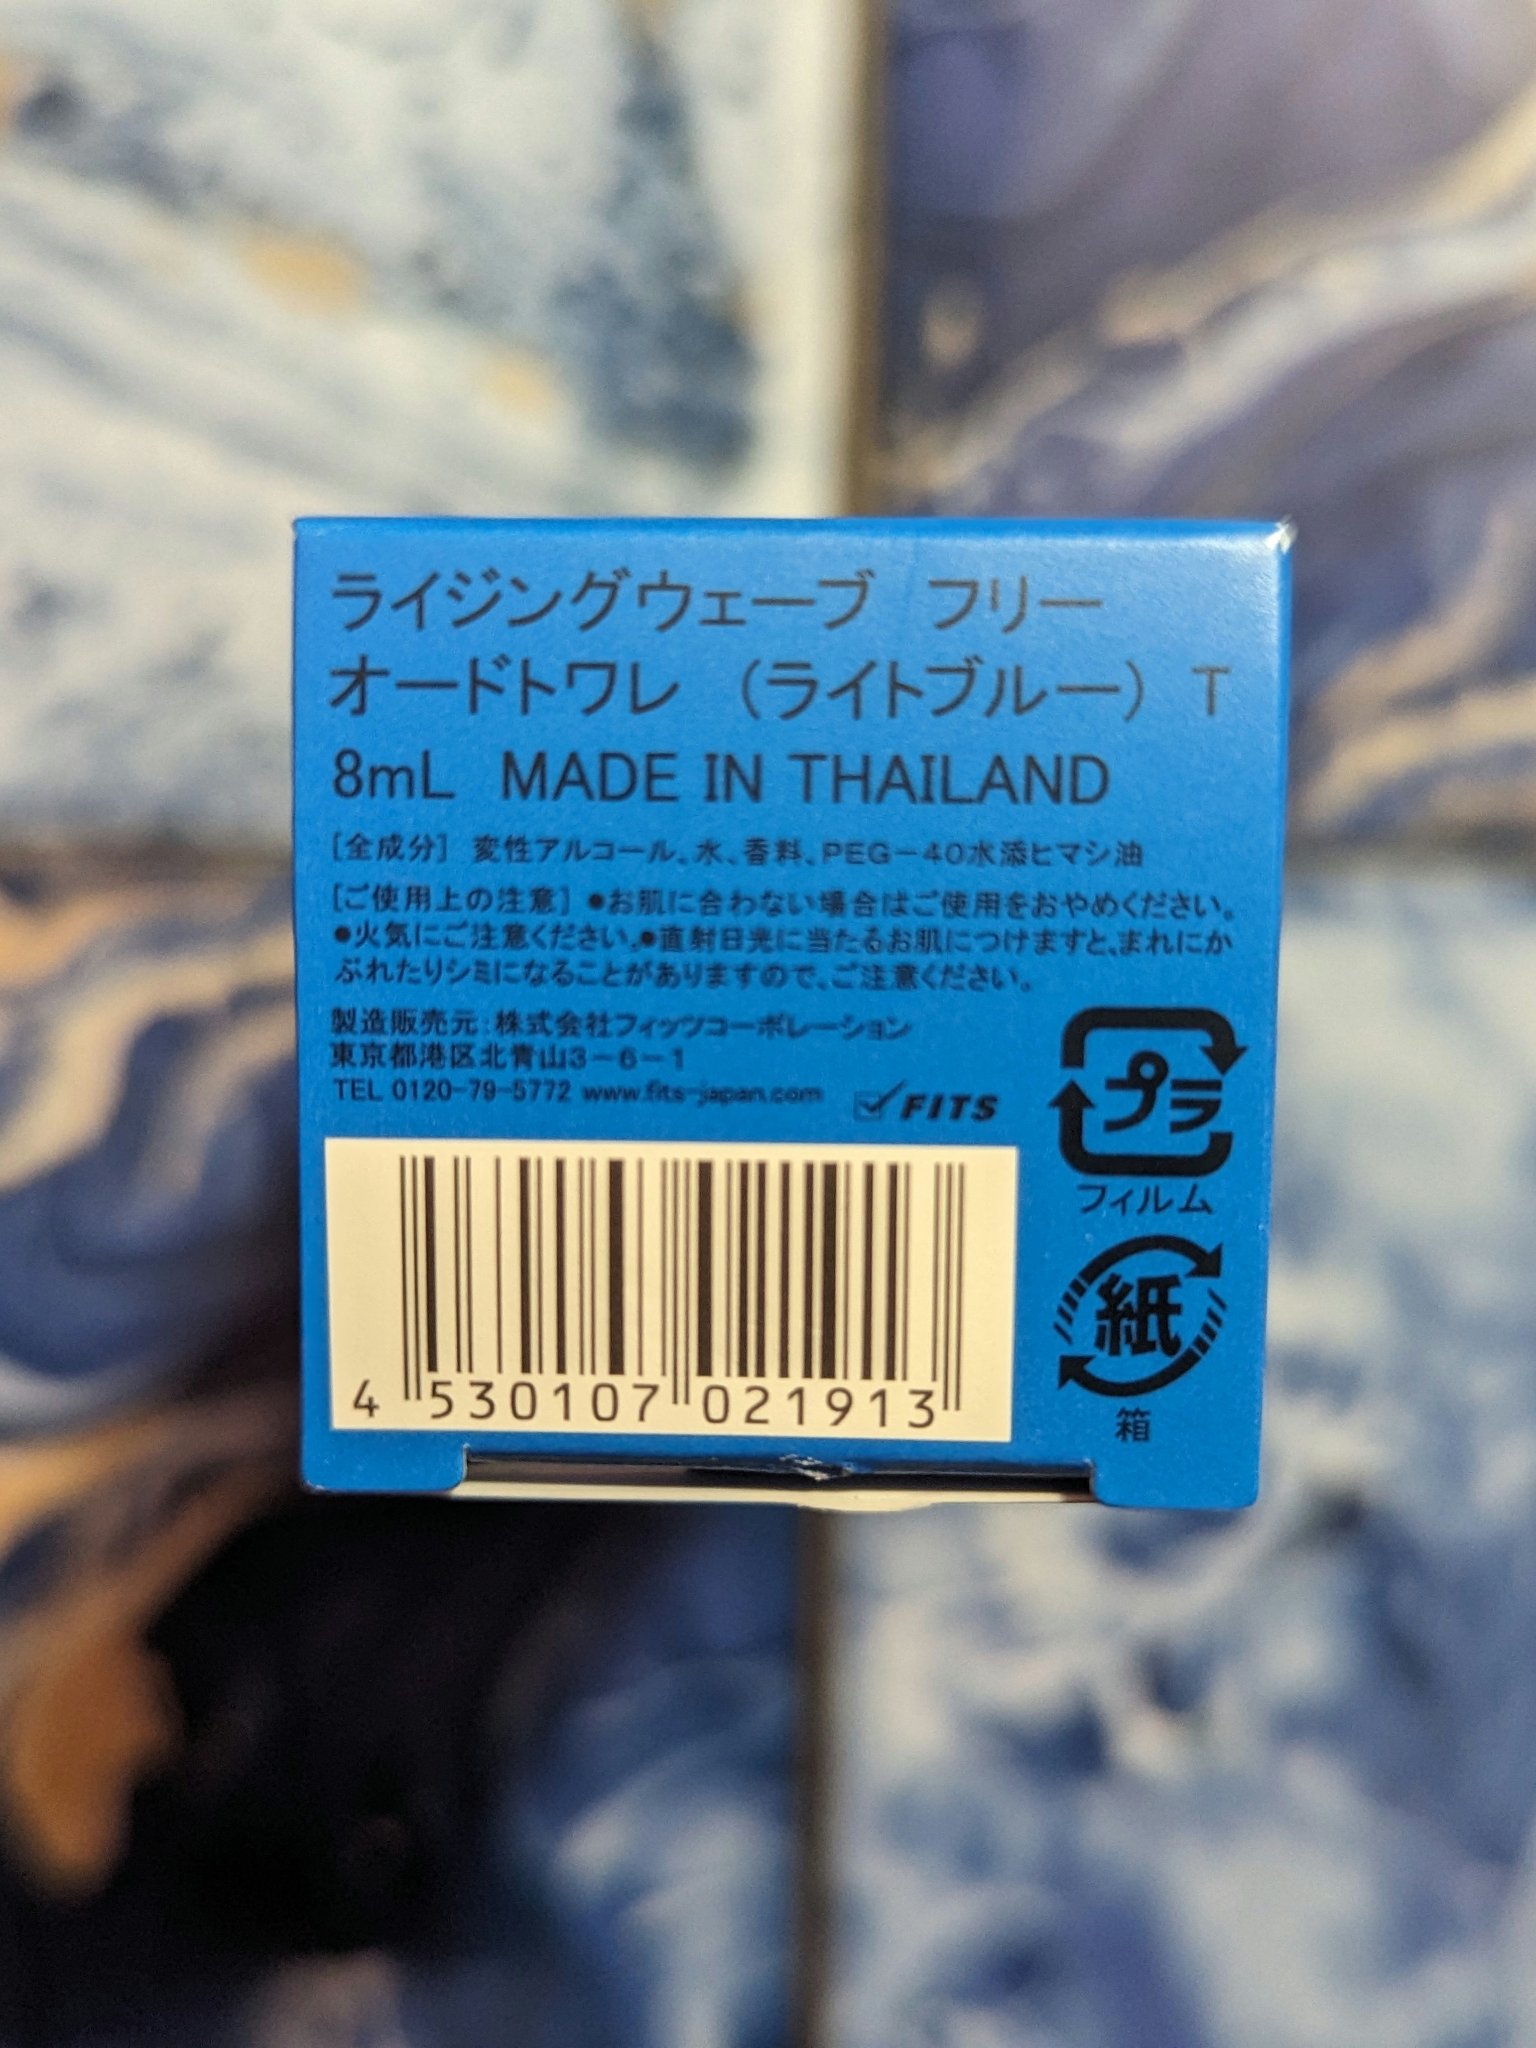 ライジングウェーブ フリー
オードトワレ （ライトブルー） T
8mL MADE IN THAILAND
［全成分］ 変性アルコール、水、香料、PEG－40水添ヒマシ油
［ご使用上の注意］ ●お肌に合わない場合はご使用をおやめください。
●火気にご注意ください。●直射日光に当たるお肌につけますと、まれにか
ぶれたりシミになることがありますので、ご注意ください。
製造販売元：株式会社フィッツコーポレーション
東京都港区北青山3－6－1
TEL 0120-79-5772 www.fits-japan.com
FITS
プラ
フィルム
紙
箱
4 530107 021913